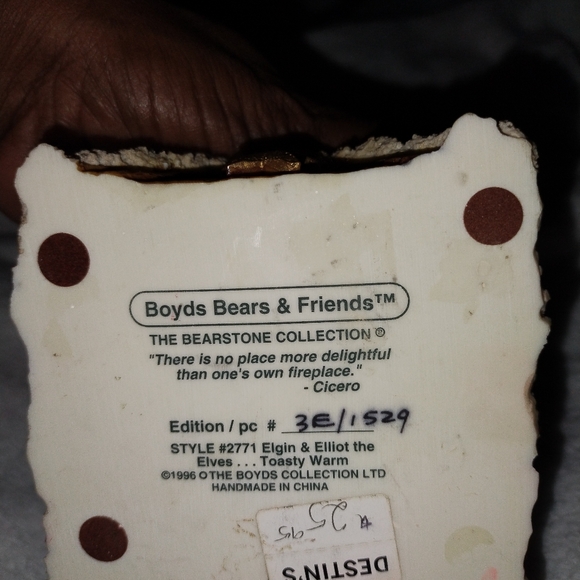 Boyds Bears & Friends™
THE BEARSTONE COLLECTION ®
"There is no place more delightful
than one's own fireplace."
- Cicero
Edition / pc # 3E/1529
STYLE #2771 Elgin & Elliot the
Elves . . . Toasty Warm
©1996 THE BOYDS COLLECTION LTD
HANDMADE IN CHINA
25 95
DESTIN'S